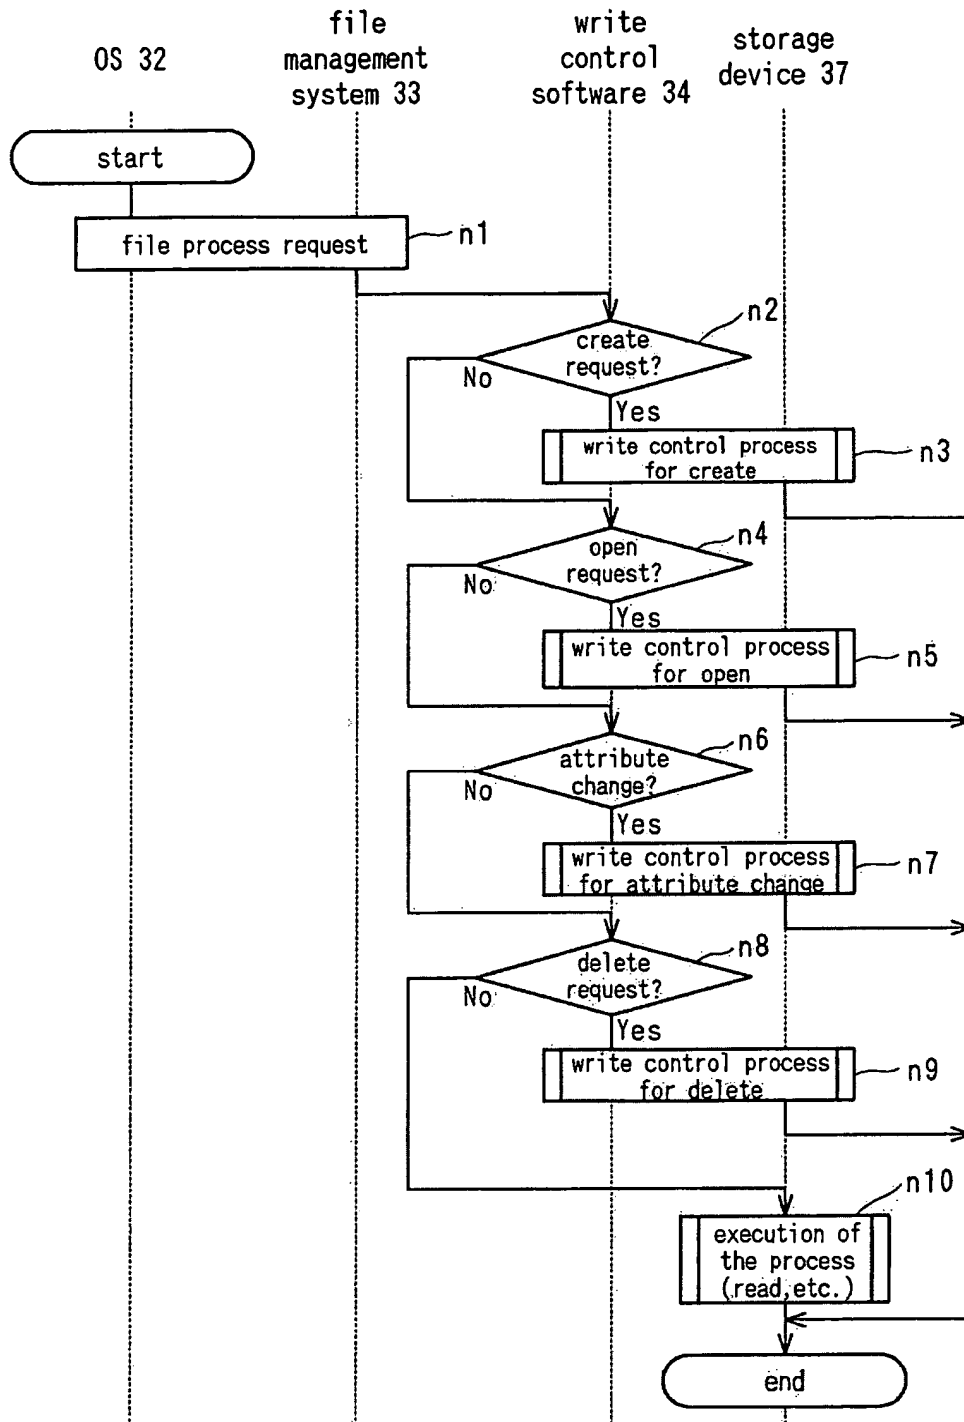 OS 32
file
management
system 33
write
control
software 34
storage
device 37
start
file process request
n1
create
request?
n2
No
Yes
write control process
for create
n3
open
request?
n4
No
Yes
write control process
for open
n5
attribute
change?
n6
No
Yes
write control process
for attribute change
n7
delete
request?
n8
No
Yes
write control process
for delete
n9
n10
execution of
the process
(read,etc.)
end